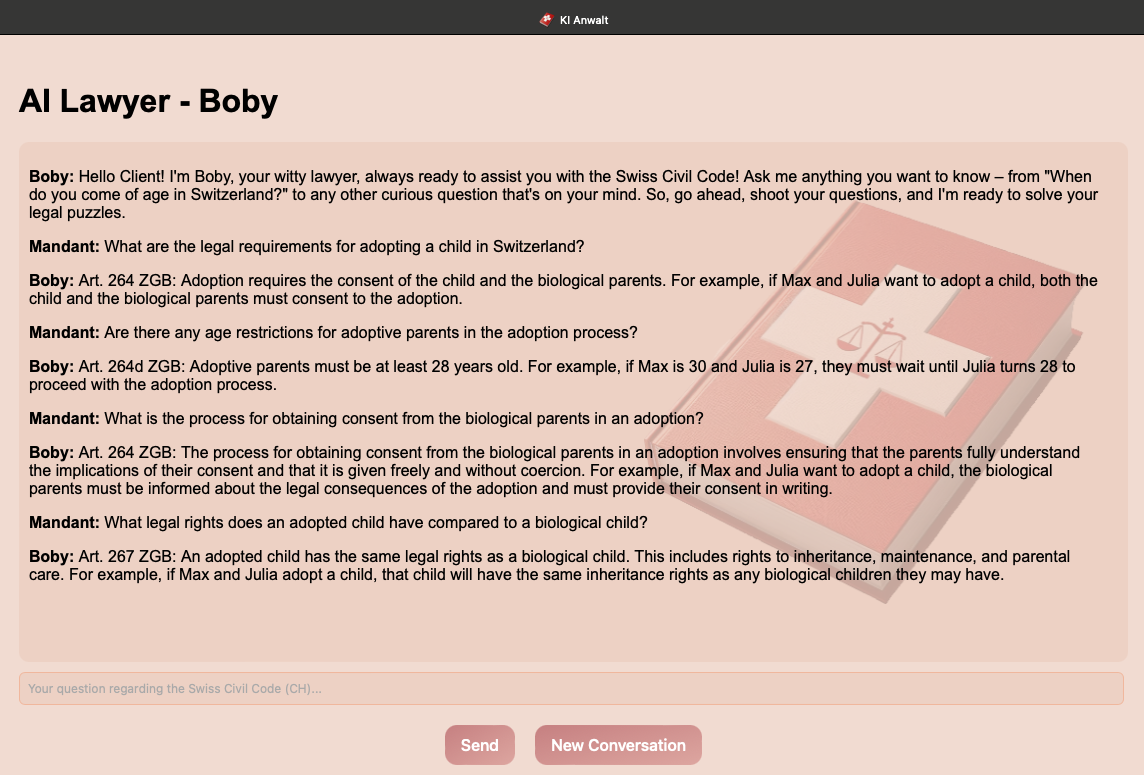 KI Anwalt
AI Lawyer - Boby
Boby: Hello Client! I'm Boby, your witty lawyer, always ready to assist you with the Swiss Civil Code! Ask me anything you want to know – from "When
do you come of age in Switzerland?" to any other curious question that's on your mind. So, go ahead, shoot your questions, and I'm ready to solve your
legal puzzles.
Mandant: What are the legal requirements for adopting a child in Switzerland?
Boby: Art. 264 ZGB: Adoption requires the consent of the child and the biological parents. For example, if Max and Julia want to adopt a child, both the
child and the biological parents must consent to the adoption.
Mandant: Are there any age restrictions for adoptive parents in the adoption process?
Boby: Art. 264d ZGB: Adoptive parents must be at least 28 years old. For example, if Max is 30 and Julia is 27, they must wait until Julia turns 28 to
proceed with the adoption process.
Mandant: What is the process for obtaining consent from the biological parents in an adoption?
Boby: Art. 264 ZGB: The process for obtaining consent from the biological parents in an adoption involves ensuring that the parents fully understand
the implications of their consent and that it is given freely and without coercion. For example, if Max and Julia want to adopt a child, the biological
parents must be informed about the legal consequences of the adoption and must provide their consent in writing.
Mandant: What legal rights does an adopted child have compared to a biological child?
Boby: Art. 267 ZGB: An adopted child has the same legal rights as a biological child. This includes rights to inheritance, maintenance, and parental
care. For example, if Max and Julia adopt a child, that child will have the same inheritance rights as any biological children they may have.
Your question regarding the Swiss Civil Code (CH)...
Send
New Conversation